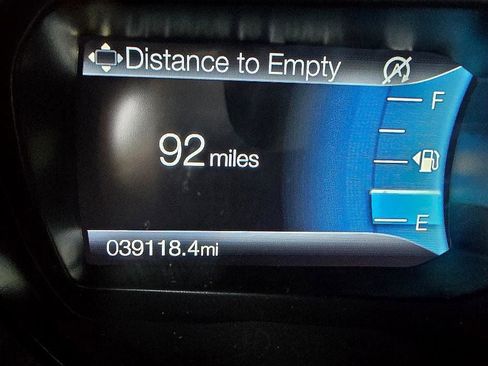 Distance to Empty
F
92 miles
E
039118.4mi